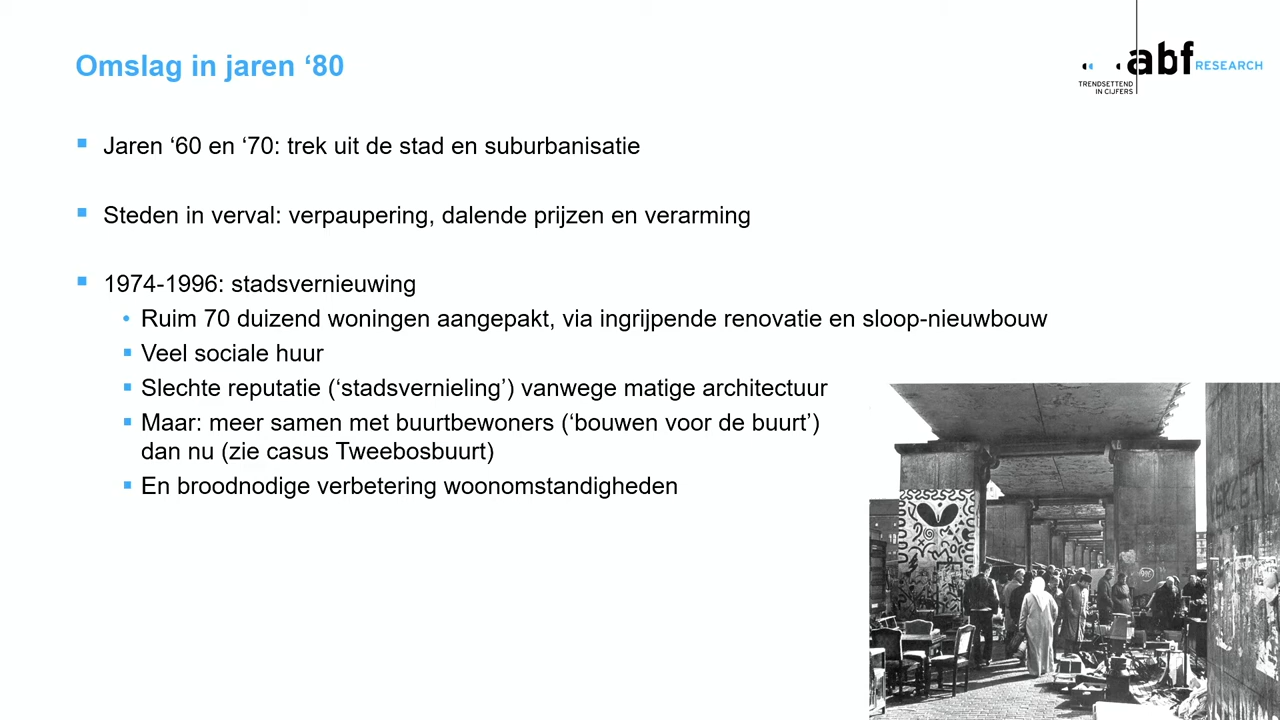 Omslag in jaren ‘80
abf RESEARCH
TRENDSETTEND
IN CIJFERS
Jaren ‘60 en ‘70: trek uit de stad en suburbanisatie
Steden in verval: verpaupering, dalende prijzen en verarming
1974-1996: stadsvernieuwing
Ruim 70 duizend woningen aangepakt, via ingrijpende renovatie en sloop-nieuwbouw
Veel sociale huur
Slechte reputatie (‘stadsvernieling’) vanwege matige architectuur
Maar: meer samen met buurtbewoners (‘bouwen voor de buurt’)
dan nu (zie casus Tweebosbuurt)
En broodnodige verbetering woonomstandigheden